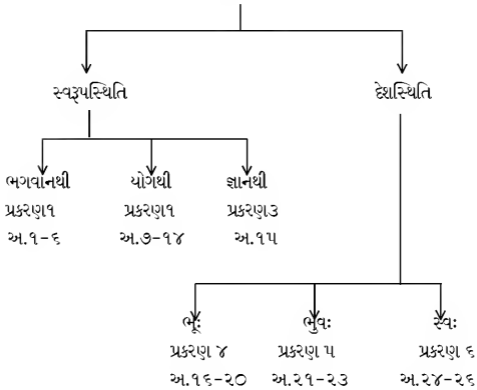 સ્વરૂપસ્થિતિ દેશસ્થિતિ
ભગવાનથી યોગથી જ્ઞાનથી
પ્રકરણ૧ પ્રકરણ૧ પ્રકરણ૩
અ.૧-૬ અ.૭-૧૪ અ.૧૫
ભૂઃ ભુવઃ સ્વઃ
પ્રકરણ ૪ પ્રકરણ ૫ પ્રકરણ ૬
અ.૧૬-૨૦ અ.૨૧-૨૩ અ.૨૪-૨૬